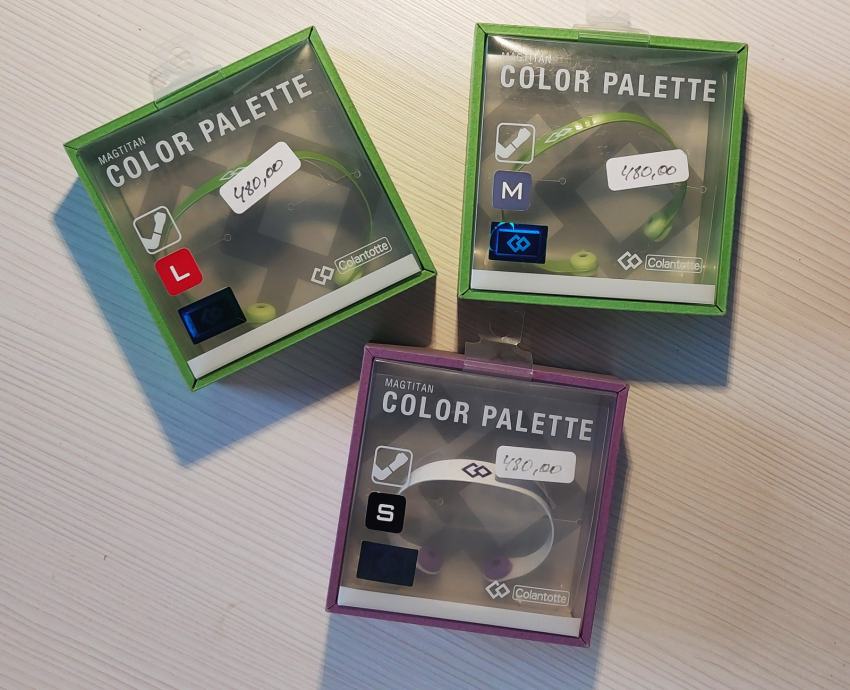 MAGTITAN
COLOR PALETTE
480,00
L
Colantotte
MAGTITAN
COLOR PALETTE
480,00
M
Colantotte
MAGTITAN
COLOR PALETTE
480,00
S
Colantotte